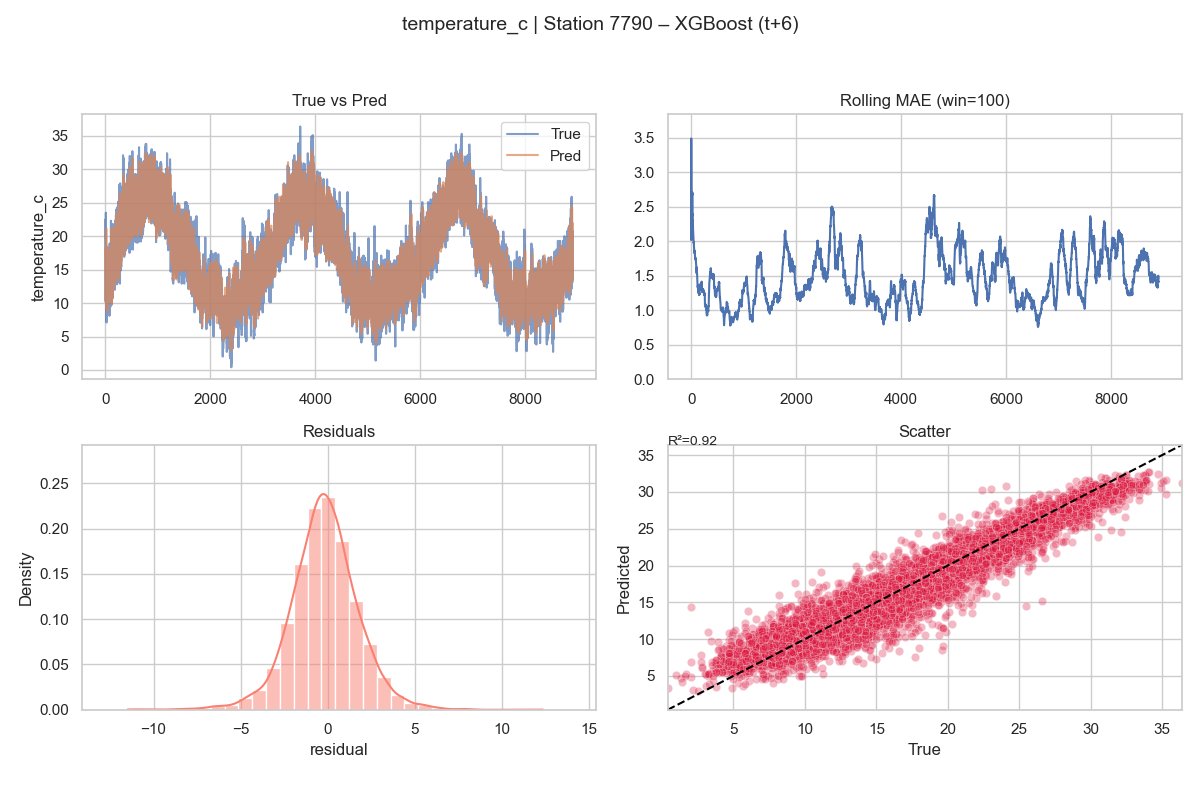 temperature_c | Station 7790 – XGBoost (t+6)
True vs Pred
True
Pred
temperature_c
35
30
25
20
15
10
5
0
0 2000 4000 6000 8000
Rolling MAE (win=100)
3.5
3.0
2.5
2.0
1.5
1.0
0.5
0.0
0 2000 4000 6000 8000
Residuals
Density
0.25
0.20
0.15
0.10
0.05
0.00
−10 −5 0 5 10 15
residual
Scatter
R²=0.92
Predicted
35
30
25
20
15
10
5
5 10 15 20 25 30 35
True